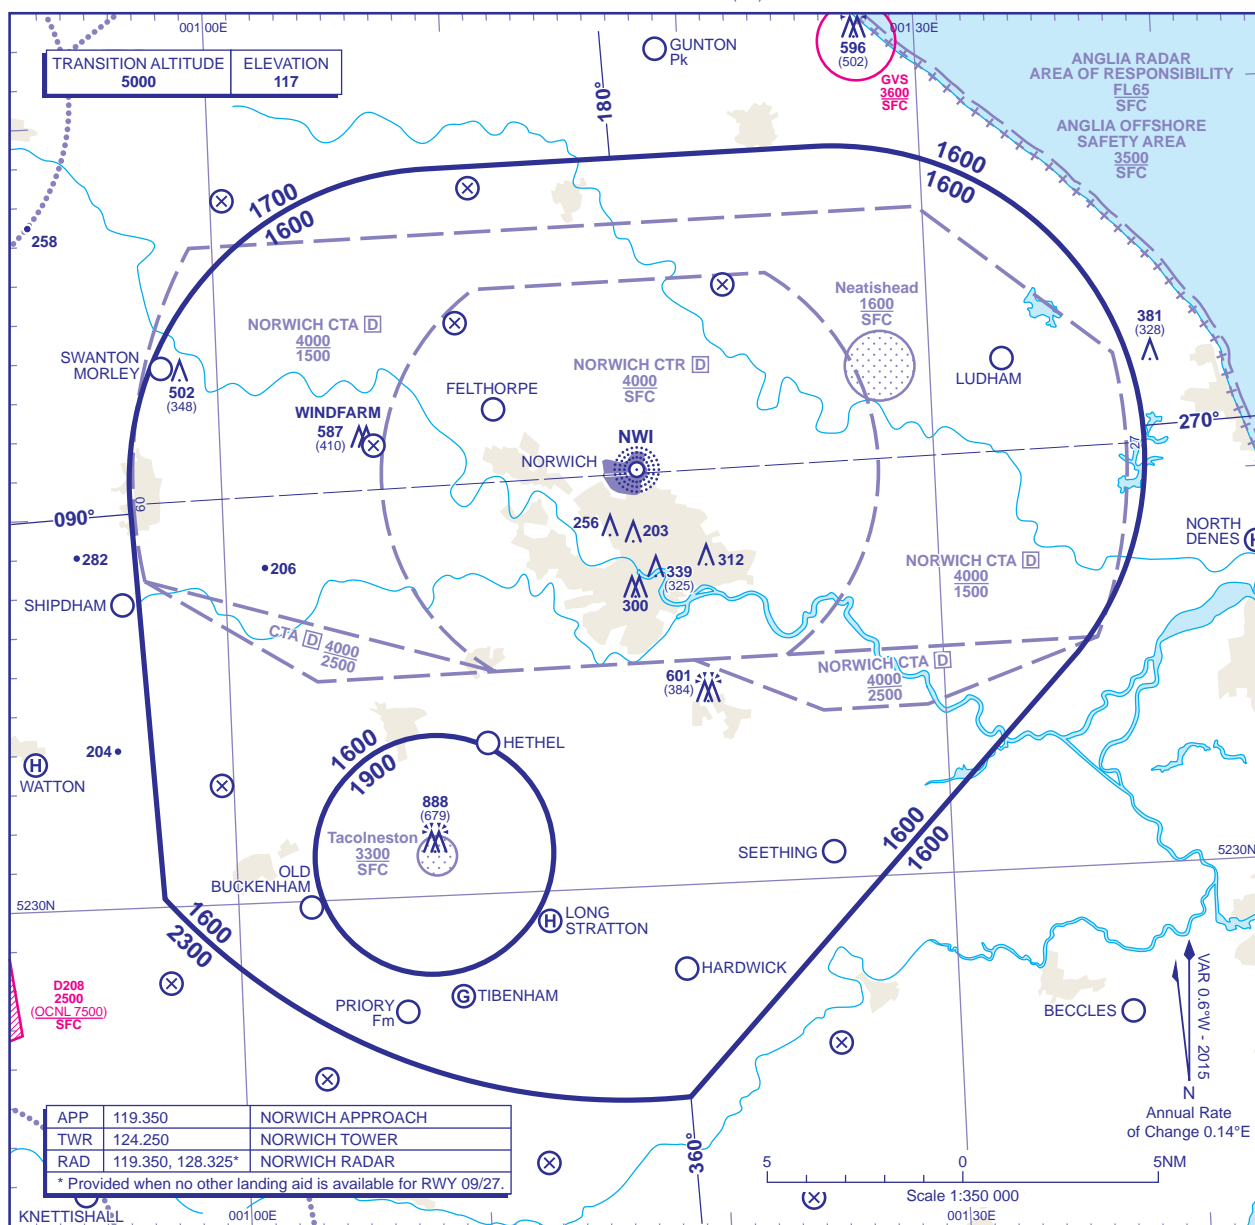 001:00E
001:30E
TRANSITION ALTITUDE
5000
ELEVATION
117
GUNTON
Pk
596
(502)
GVS
3600
SFC
ANGLIA RADAR
AREA OF RESPONSIBILITY
FL65
SFC
ANGLIA OFFSHORE
SAFETY AREA
3500
SFC
180°
1700
1600
1600
1600
258
NORWICH CTA D
4000
1500
Neatishead
1600
SFC
381
(328)
SWANTON
MORLEY
502
(348)
NORWICH CTR D
4000
SFC
LUDHAM
FELTHORPE
WINDFARM
587
(410)
NWI
NORWICH
270°
27
090°
09
256
203
312
339
(325)
300
282
206
NORTH
DENES
H
NORWICH CTA D
4000
1500
SHIPDHAM
CTA D 4000
2500
NORWICH CTA D
4000
2500
601
(384)
204
H
WATTON
HETHEL
1600
1900
888
(679)
Tacolneston
3300
SFC
SEETHING
1600
1600
5230N
OLD
BUCKENHAM
5230N
1600
2300
H LONG
STRATTON
HARDWICK
D208
2500
(OCNL 7500)
SFC
G TIBENHAM
PRIORY
Fm
BECCLES
VAR 0.6°W - 2015
N
Annual Rate
of Change 0.14°E
APP 119.350 NORWICH APPROACH
TWR 124.250 NORWICH TOWER
RAD 119.350, 128.325* NORWICH RADAR
* Provided when no other landing aid is available for RWY 09/27.
360°
5 0 5NM
Scale 1:350 000
KNETTISHALL
001:00E
001:30E